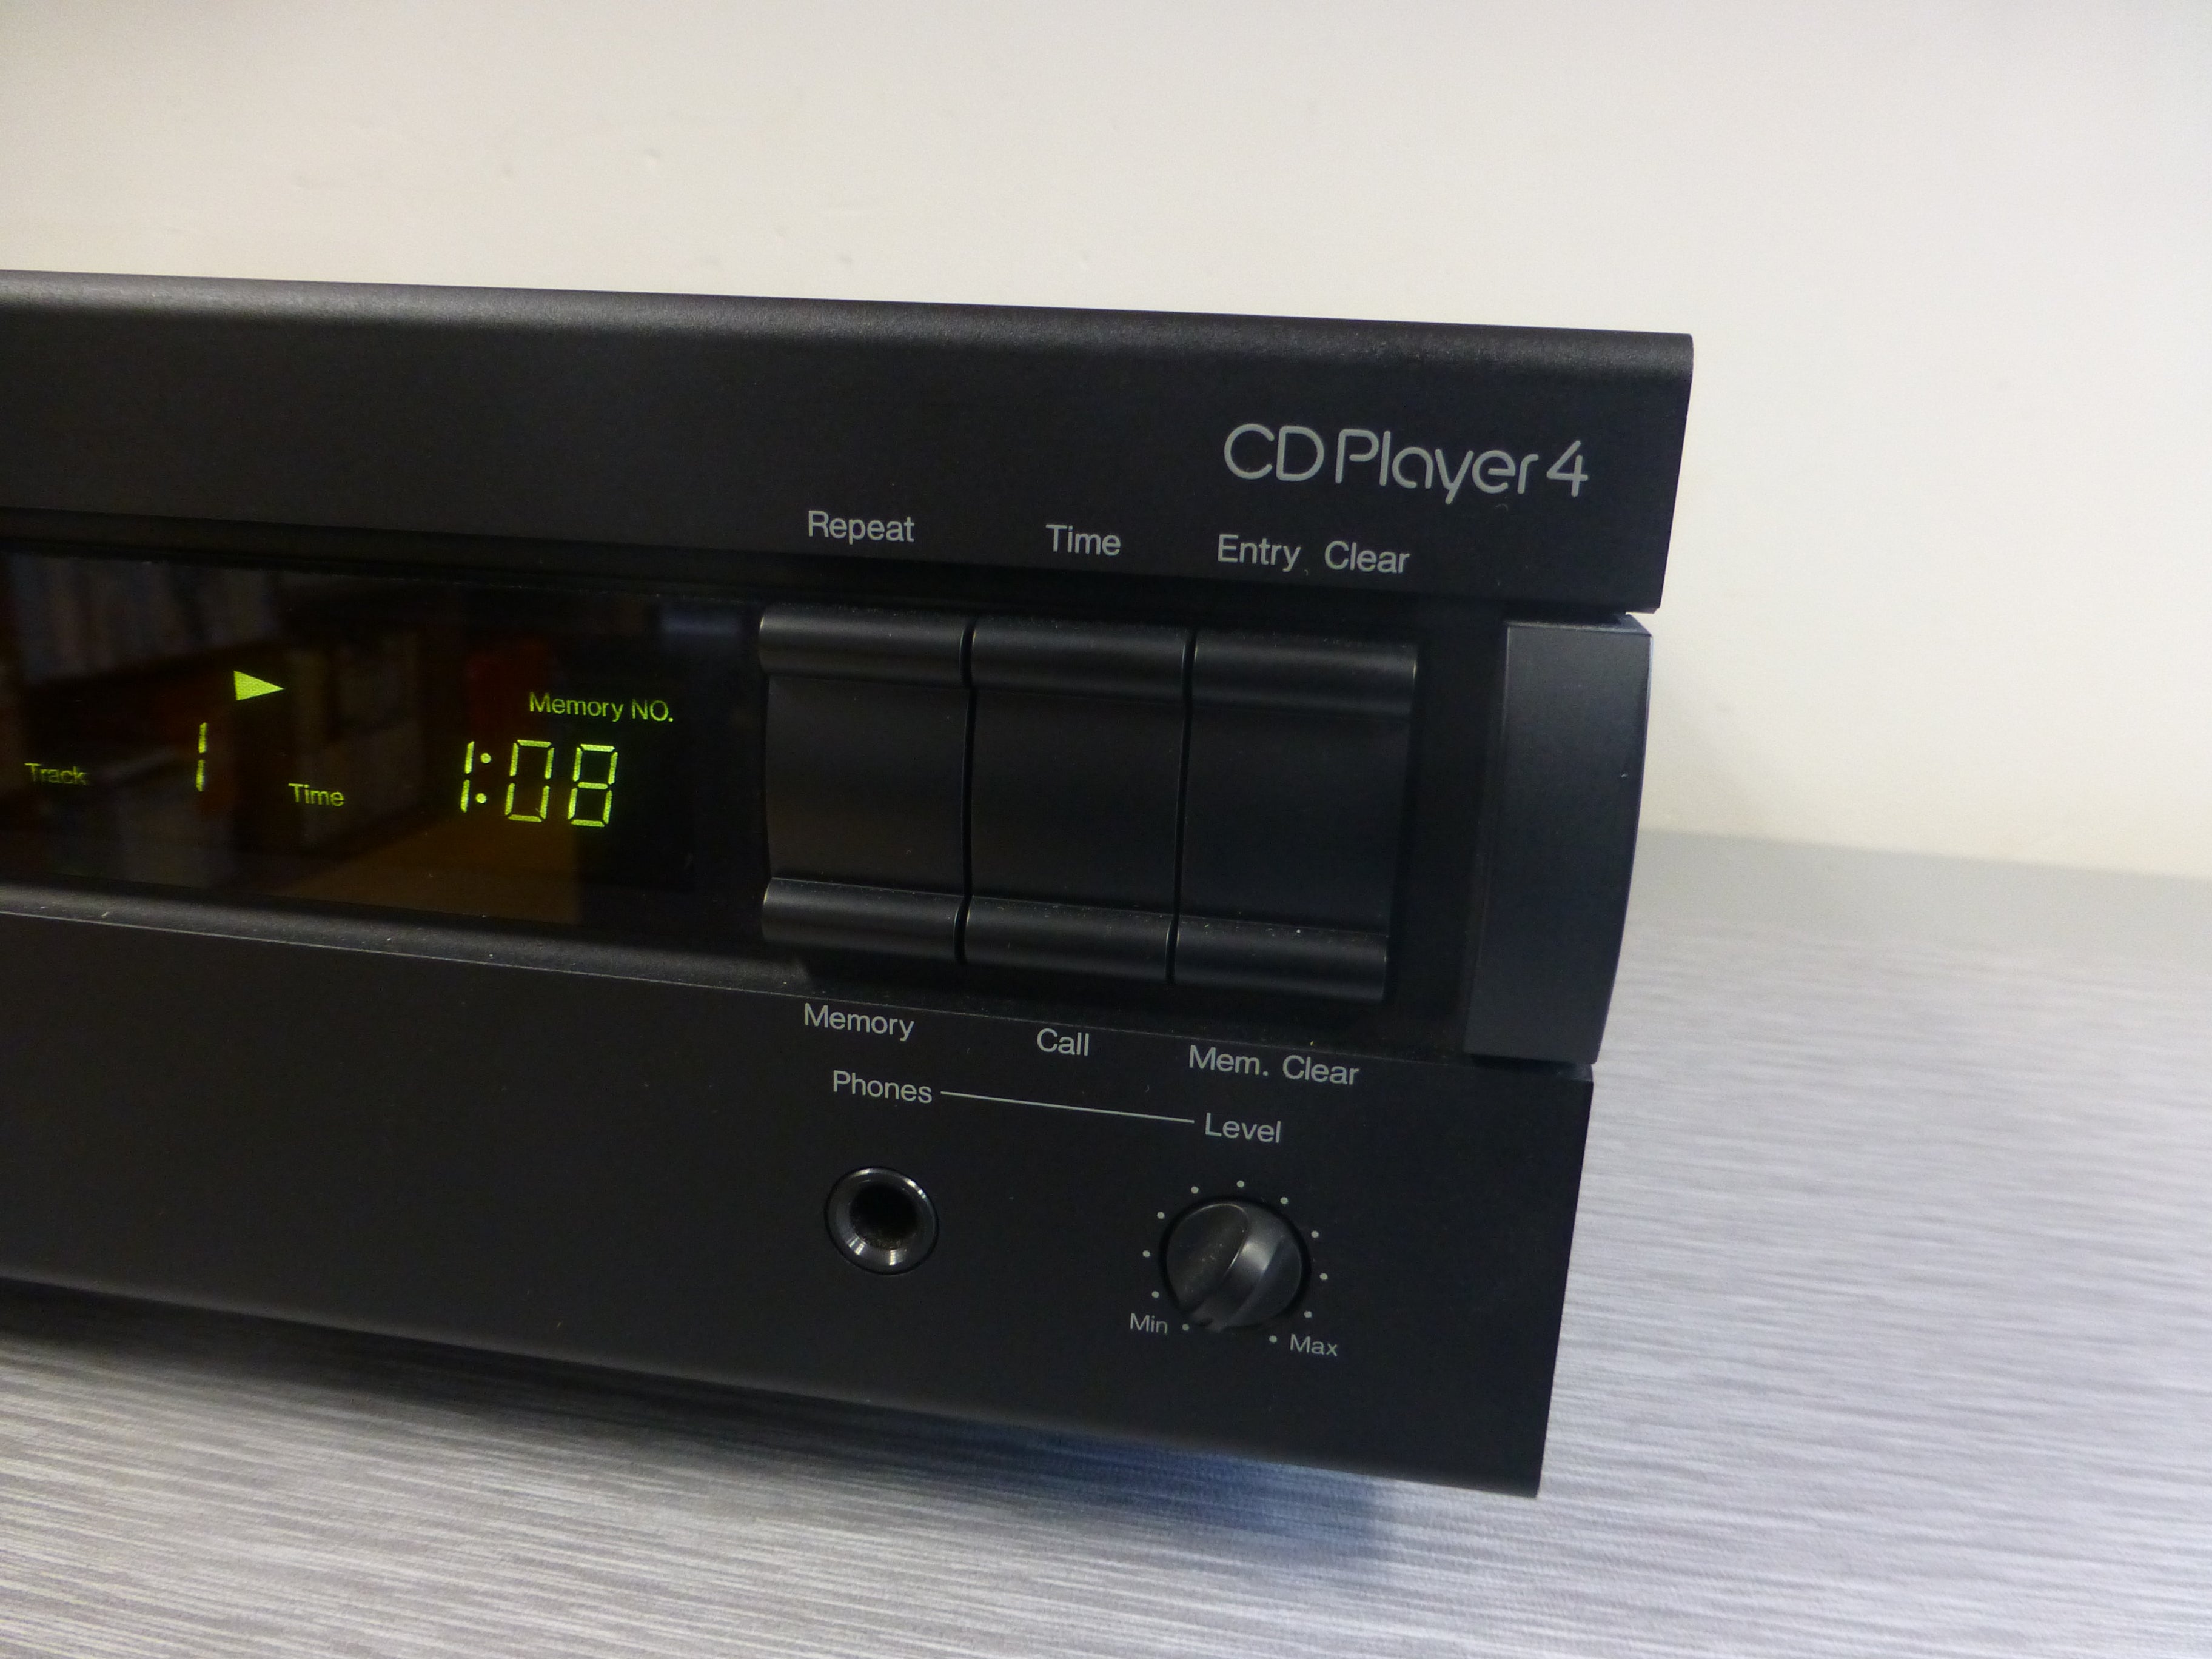 CD Player 4
Repeat Time Entry Clear
Memory NO.
Track 1 Time 1:08
Memory Call Mem. Clear
Phones Level
Min Max